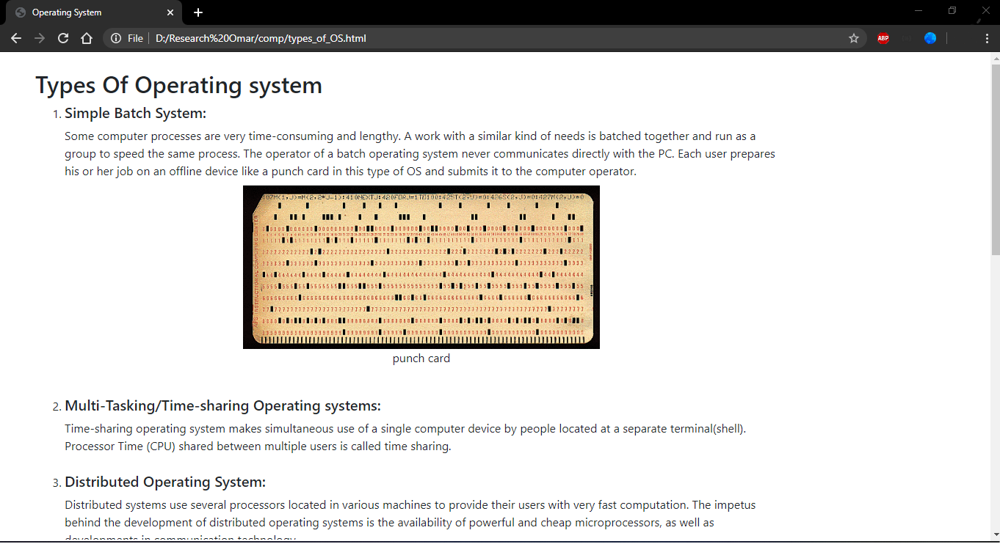 Operating System
File
D:/Research%20Omar/comp/types_of_OS.html
ABP
Types Of Operating system
1. Simple Batch System:
Some computer processes are very time-consuming and lengthy. A work with a similar kind of needs is batched together and run as a
group to speed the same process. The operator of a batch operating system never communicates directly with the PC. Each user prepares
his or her job on an offline device like a punch card in this type of OS and submits it to the computer operator.
punch card
2. Multi-Tasking/Time-sharing Operating systems:
Time-sharing operating system makes simultaneous use of a single computer device by people located at a separate terminal(shell).
Processor Time (CPU) shared between multiple users is called time sharing.
3. Distributed Operating System:
Distributed systems use several processors located in various machines to provide their users with very fast computation. The impetus
behind the development of distributed operating systems is the availability of powerful and cheap microprocessors, as well as
developments in communication technology.